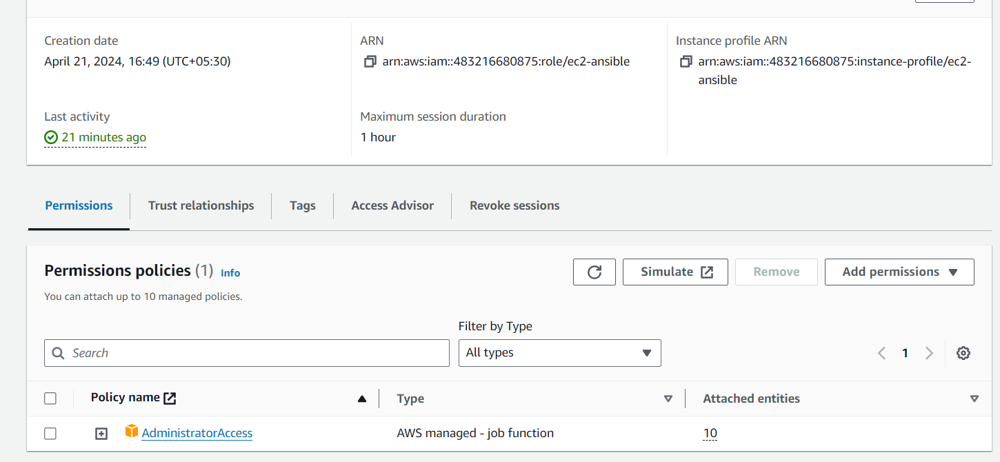 Creation date
April 21, 2024, 16:49 (UTC+05:30)
ARN
arn:aws:iam::483216680875:role/ec2-ansible
Instance profile ARN
arn:aws:iam::483216680875:instance-profile/ec2-
ansible
Last activity
21 minutes ago
Maximum session duration
1 hour
Permissions
Trust relationships
Tags
Access Advisor
Revoke sessions
Permissions policies (1) Info
You can attach up to 10 managed policies.
Simulate
Remove
Add permissions
Filter by Type
Search
All types
1
Policy name
Type
Attached entities
AdministratorAccess
AWS managed - job function
10